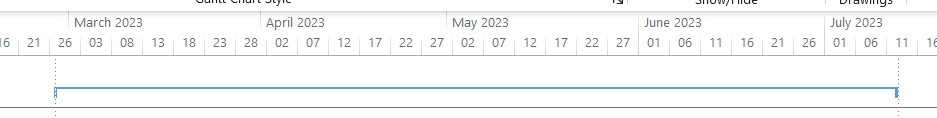 Gantt Chart Style Show/Hide Drawings
March 2023 April 2023 May 2023 June 2023 July 2023
16 21 26 03 08 13 18 23 28 02 07 12 17 22 27 02 07 12 17 22 27 01 06 11 16 21 26 01 06 11 16